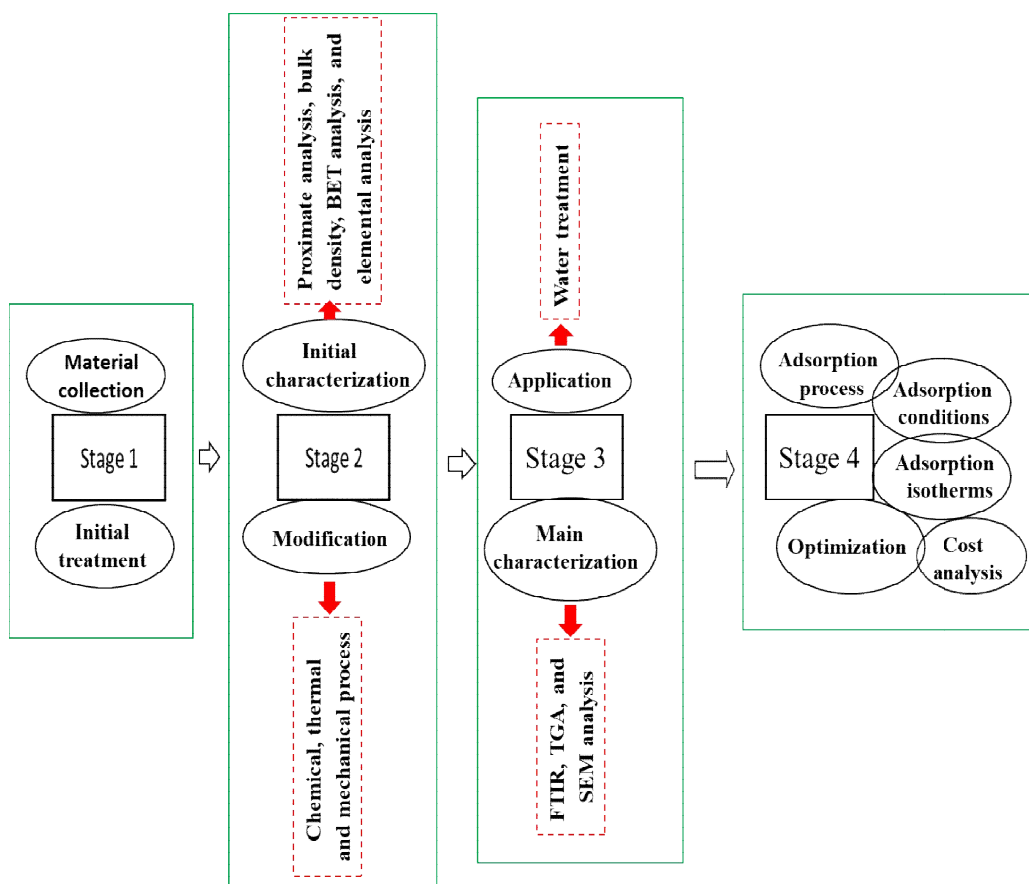 Material
collection
Stage 1
Initial
treatment
Proximate analysis, bulk
density, BET analysis, and
elemental analysis
Initial
characterization
Stage 2
Modification
Chemical, thermal
and mechanical process
Water treatment
Application
Stage 3
Main
characterization
FTIR, TGA, and
SEM analysis
Adsorption
process
Adsorption
conditions
Stage 4
Adsorption
isotherms
Optimization
Cost
analysis